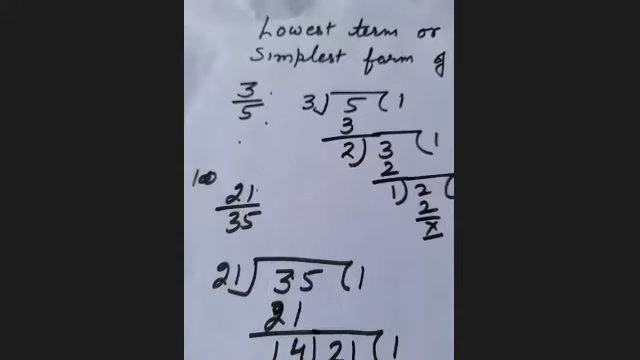 Lowest term or
Simplest form of
3/5
3) 5 ( 1
3
2) 3 ( 1
2
1) 2 (
2
x
100
21/35
21) 35 ( 1
21
14) 21 ( 1